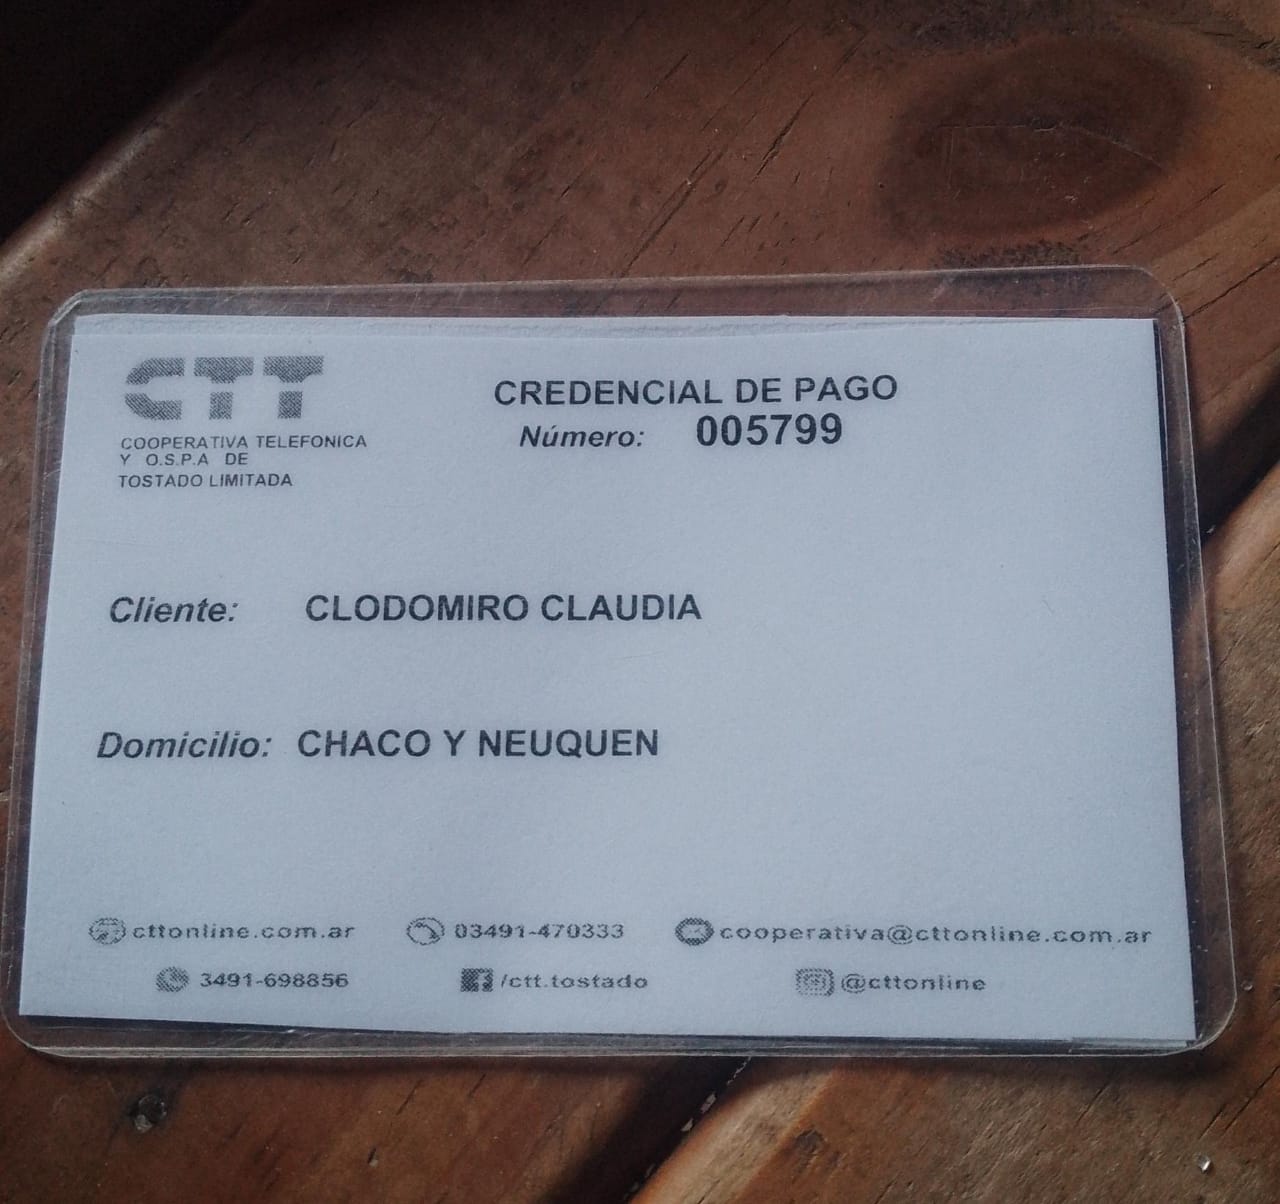 CTT
COOPERATIVA TELEFONICA
Y O.S.P.A DE
TOSTADO LIMITADA
CREDENCIAL DE PAGO
Número: 005799
Cliente: CLODOMIRO CLAUDIA
Domicilio: CHACO Y NEUQUEN
cttonline.com.ar 03491-470333 cooperativa@cttonline.com.ar
3491-698856 /ctt.tostado @cttonline